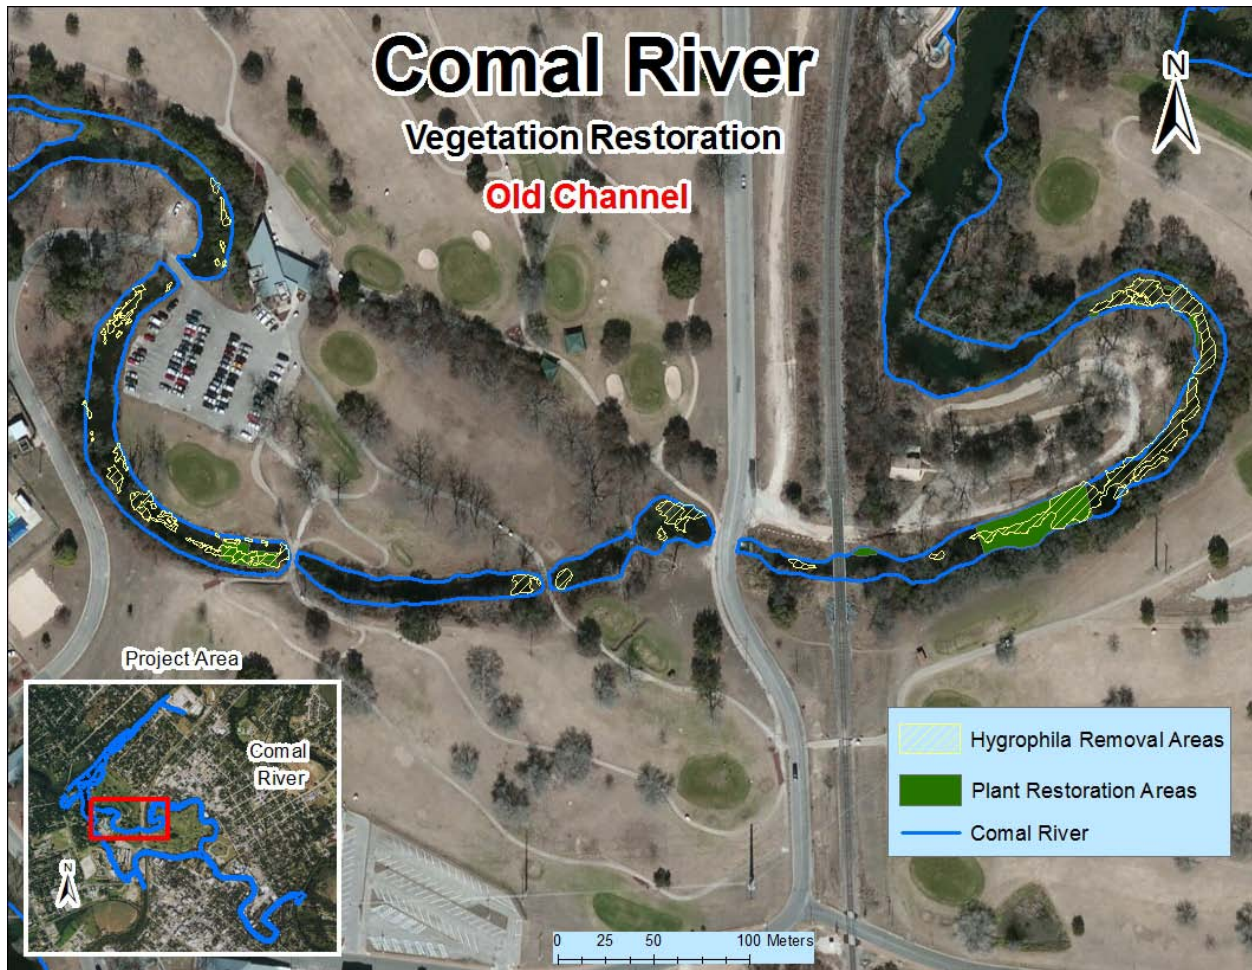 Comal River
Vegetation Restoration
Old Channel
N
Project Area
Comal
River
N
Hygrophila Removal Areas
Plant Restoration Areas
Comal River
0 25 50 100 Meters